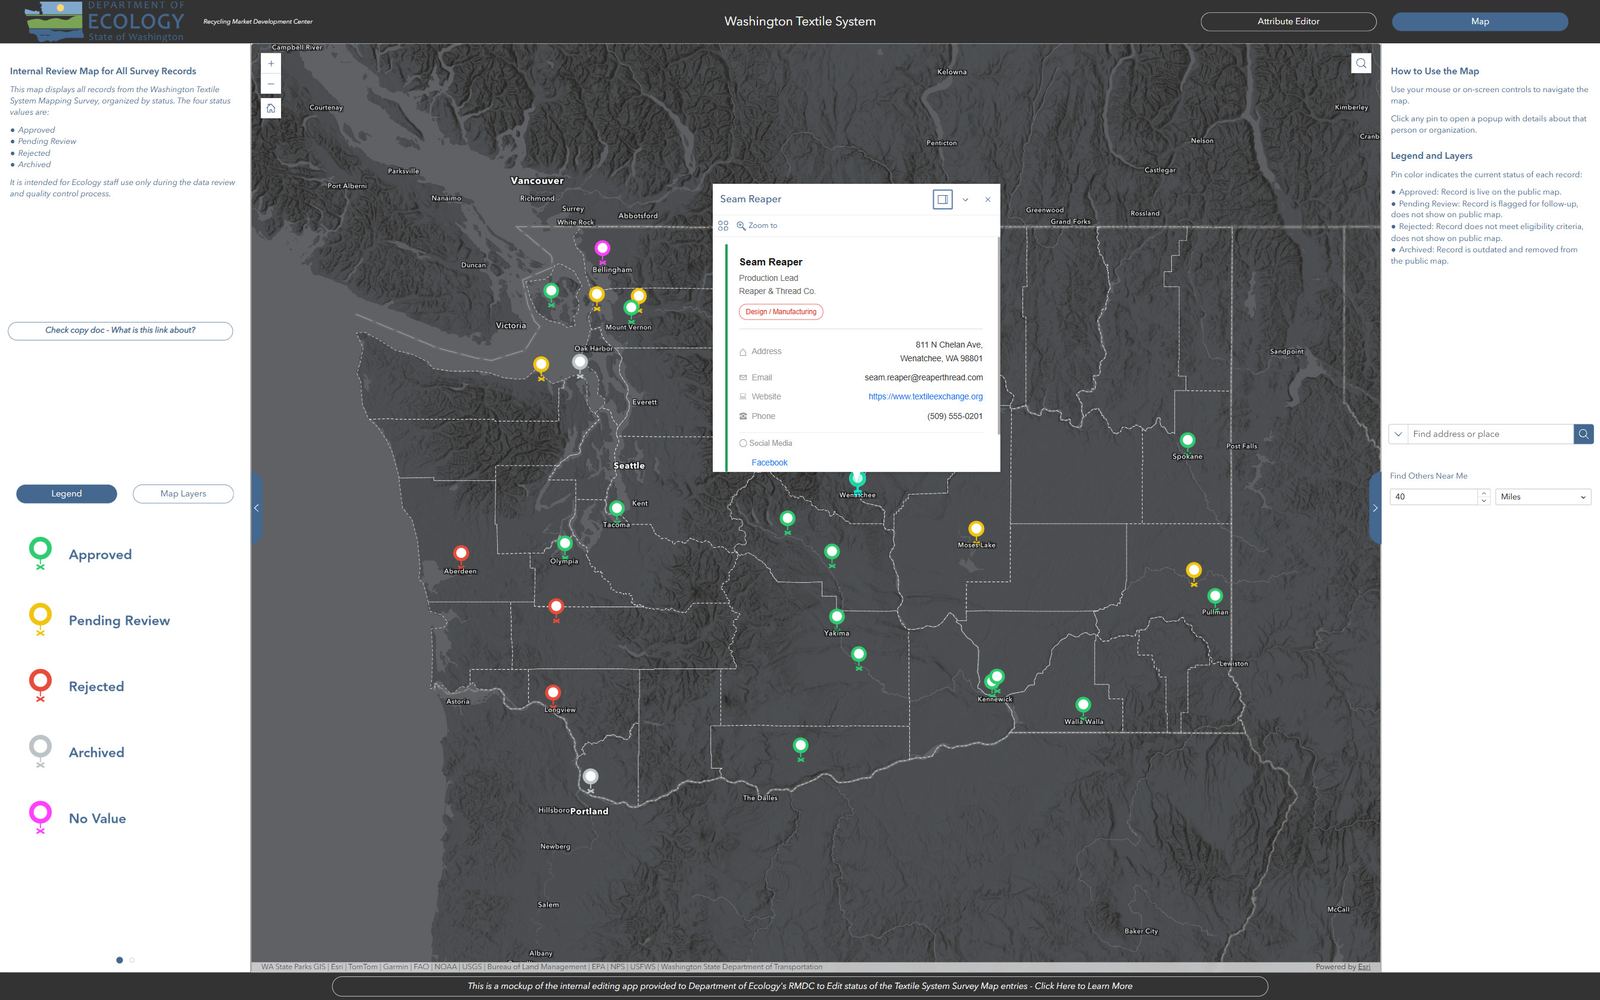 DEPARTMENT OF
ECOLOGY
State of Washington
Recycling Market Development Center
Washington Textile System
Attribute Editor
Map
Internal Review Map for All Survey Records
This map displays all records from the Washington Textile
System Mapping Survey, organized by status. The four status
values are:
● Approved
● Pending Review
● Rejected
● Archived
It is intended for Ecology staff use only during the data review
and quality control process.
Check copy doc - What is this link about?
Legend
Map Layers
Approved
Pending Review
Rejected
Archived
No Value
+
−
Campbell River
Courtenay
Kelowna
Kimberley
Cranb
Penticton
Nelson
Parksville
Port Alberni
Castlegar
Vancouver
Nanaimo
Richmond
Surrey
White Rock
Abbotsford
Greenwood
Grand Forks
Rossland
Duncan
Bellingham
Victoria
Mount Vernon
Oak Harbor
Sandpoint
Everett
Seattle
Kent
Tacoma
Olympia
Aberdeen
Wenatchee
Moses Lake
Spokane
Post Falls
Pullman
Yakima
Lewiston
Kennewick
Walla Walla
Astoria
Longview
The Dalles
Hillsboro
Portland
Newberg
Salem
Albany
Baker City
McCall
Seam Reaper
Zoom to
Seam Reaper
Production Lead
Reaper & Thread Co.
Design / Manufacturing
Address
811 N Chelan Ave,
Wenatchee, WA 98801
Email
seam.reaper@reaperthread.com
Website
https://www.textileexchange.org
Phone
(509) 555-0201
Social Media
Facebook
WA State Parks GIS | Esri | TomTom | Garmin | FAO | NOAA | USGS | Bureau of Land Management | EPA | NPS | USFWS | Washington State Department of Transportation
Powered by Esri
How to Use the Map
Use your mouse or on-screen controls to navigate the
map.
Click any pin to open a popup with details about that
person or organization.
Legend and Layers
Pin color indicates the current status of each record:
● Approved: Record is live on the public map.
● Pending Review: Record is flagged for follow-up,
does not show on public map.
● Rejected: Record does not meet eligibility criteria,
does not show on public map.
● Archived: Record is outdated and removed from
the public map.
Find address or place
Find Others Near Me
40
Miles
This is a mockup of the internal editing app provided to Department of Ecology's RMDC to Edit status of the Textile System Survey Map entries - Click Here to Learn More